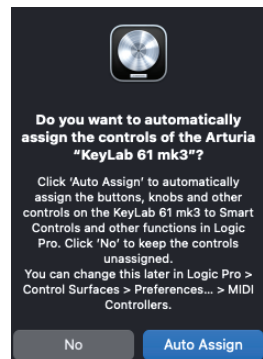 Do you want to automatically
assign the controls of the Arturia
“KeyLab 61 mk3”?
Click ‘Auto Assign’ to automatically
assign the buttons, knobs and other
controls on the KeyLab 61 mk3 to Smart
Controls and other functions in Logic
Pro. Click ‘No’ to keep the controls
unassigned.
You can change this later in Logic Pro >
Control Surfaces > Preferences... > MIDI
Controllers.
No
Auto Assign